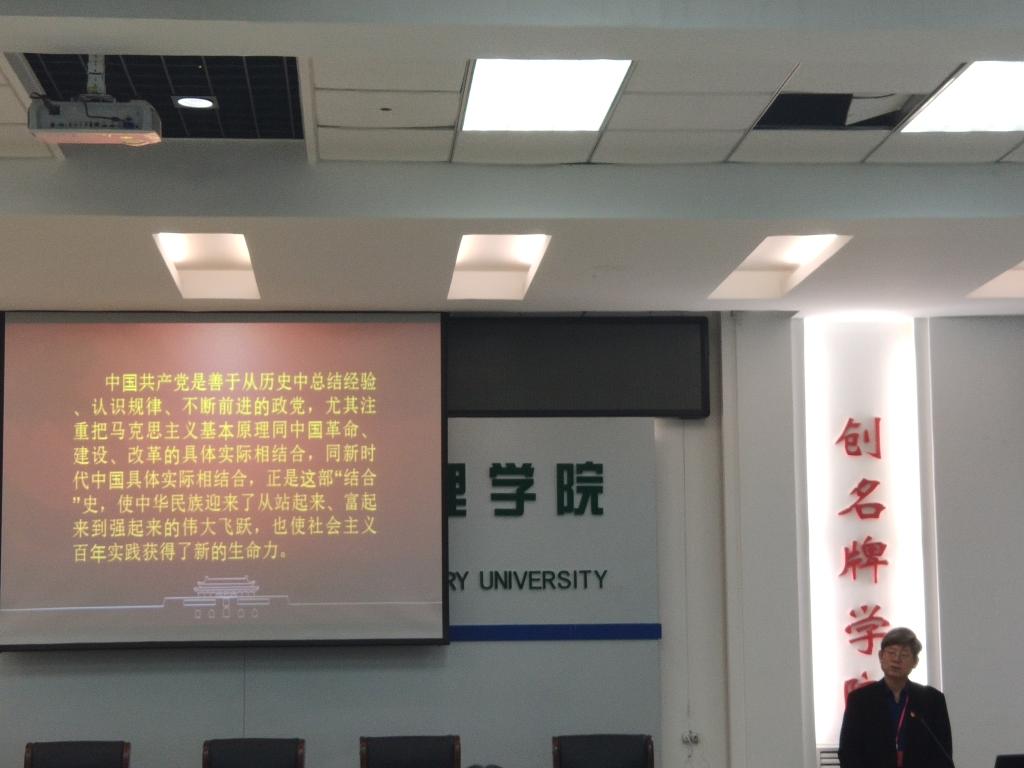 中国共产党是善于从历史中总结经验
、认识规律、不断前进的政党，尤其注
重把马克思主义基本原理同中国革命、
建设、改革的具体实际相结合，同新时
代中国具体实际相结合，正是这部“结合
”史，使中华民族迎来了从站起来、富起
来到强起来的伟大飞跃，也使社会主义
百年实践获得了新的生命力。
理学院
RY UNIVERSITY
创名牌学院